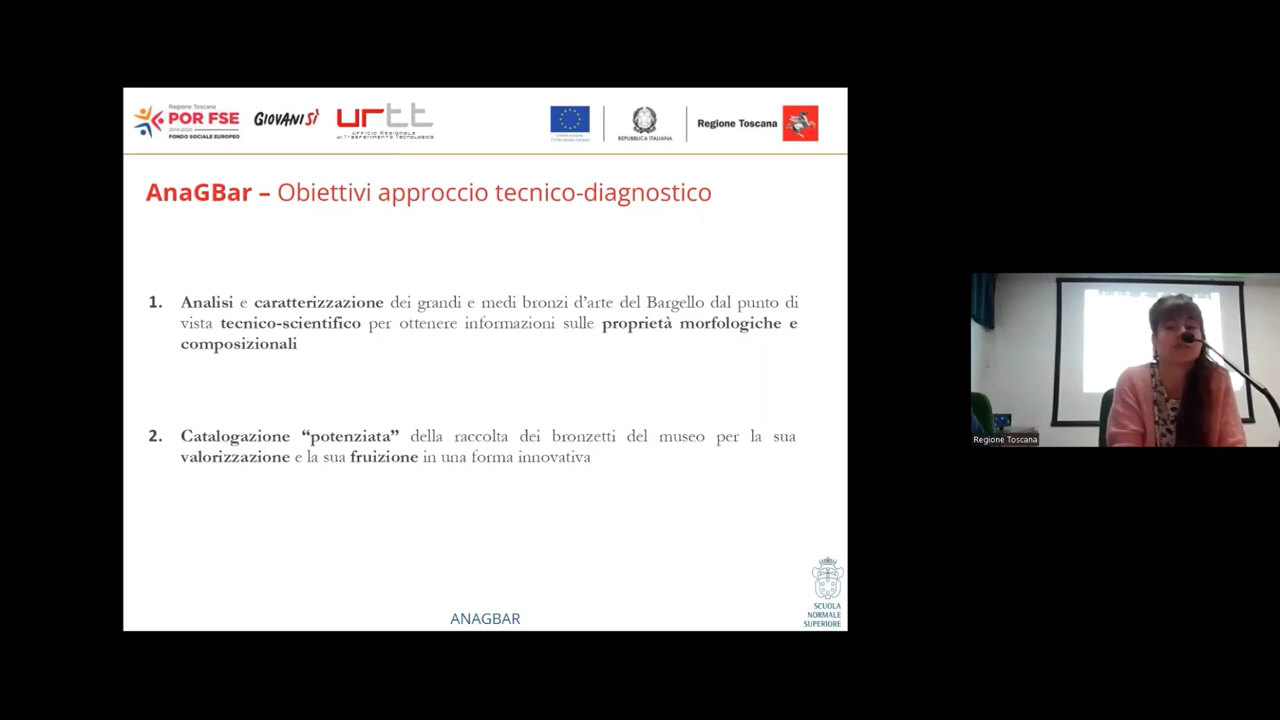 Regione Toscana
POR FSE
2014-2020
FONDO SOCIALE EUROPEO
GIOVANISÌ
urtt
Ufficio Regionale
di Trasferimento Tecnologico
REPUBBLICA ITALIANA
Regione Toscana
AnaGBar – Obiettivi approccio tecnico-diagnostico
1. Analisi e caratterizzazione dei grandi e medi bronzi d’arte del Bargello dal punto di
vista tecnico-scientifico per ottenere informazioni sulle proprietà morfologiche e
composizionali
2. Catalogazione “potenziata” della raccolta dei bronzetti del museo per la sua
valorizzazione e la sua fruizione in una forma innovativa
ANAGBAR
SCUOLA
NORMALE
SUPERIORE
Regione Toscana